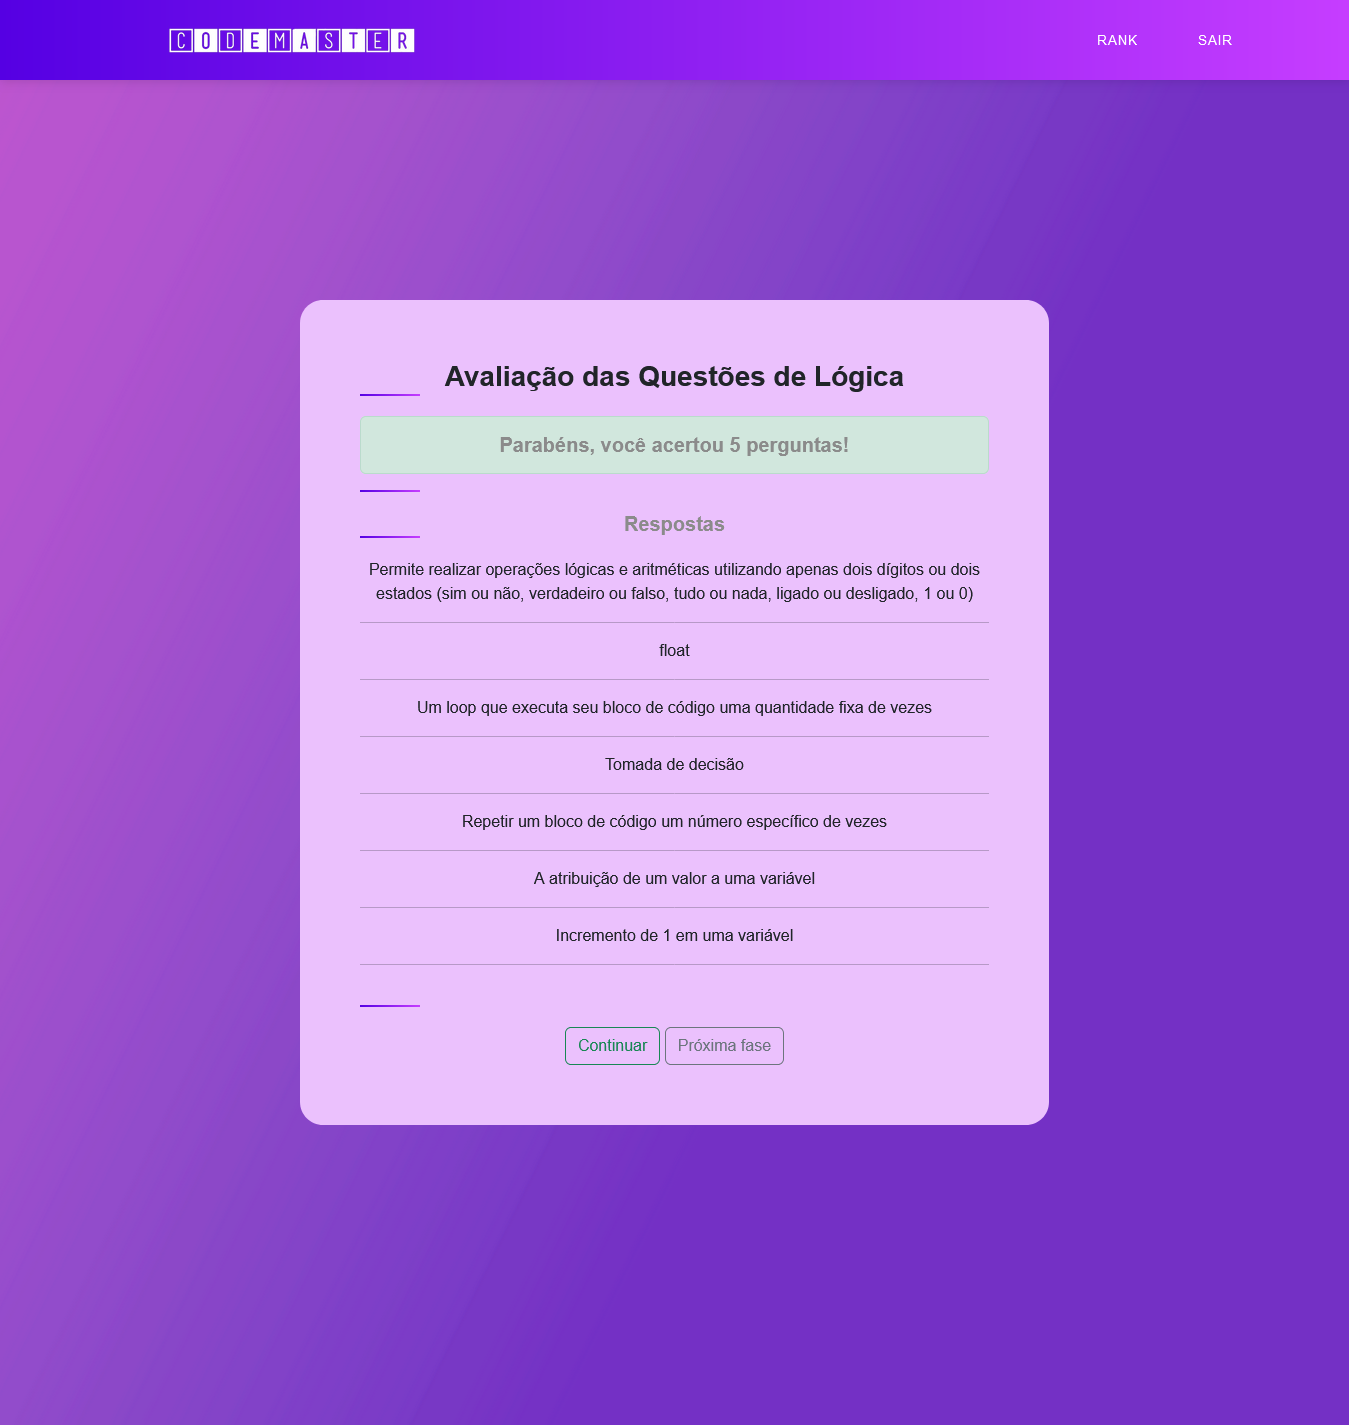 CODEMASTER
RANK
SAIR
Avaliação das Questões de Lógica
Parabéns, você acertou 5 perguntas!
Respostas
Permite realizar operações lógicas e aritméticas utilizando apenas dois dígitos ou dois
estados (sim ou não, verdadeiro ou falso, tudo ou nada, ligado ou desligado, 1 ou 0)
float
Um loop que executa seu bloco de código uma quantidade fixa de vezes
Tomada de decisão
Repetir um bloco de código um número específico de vezes
A atribuição de um valor a uma variável
Incremento de 1 em uma variável
Continuar
Próxima fase